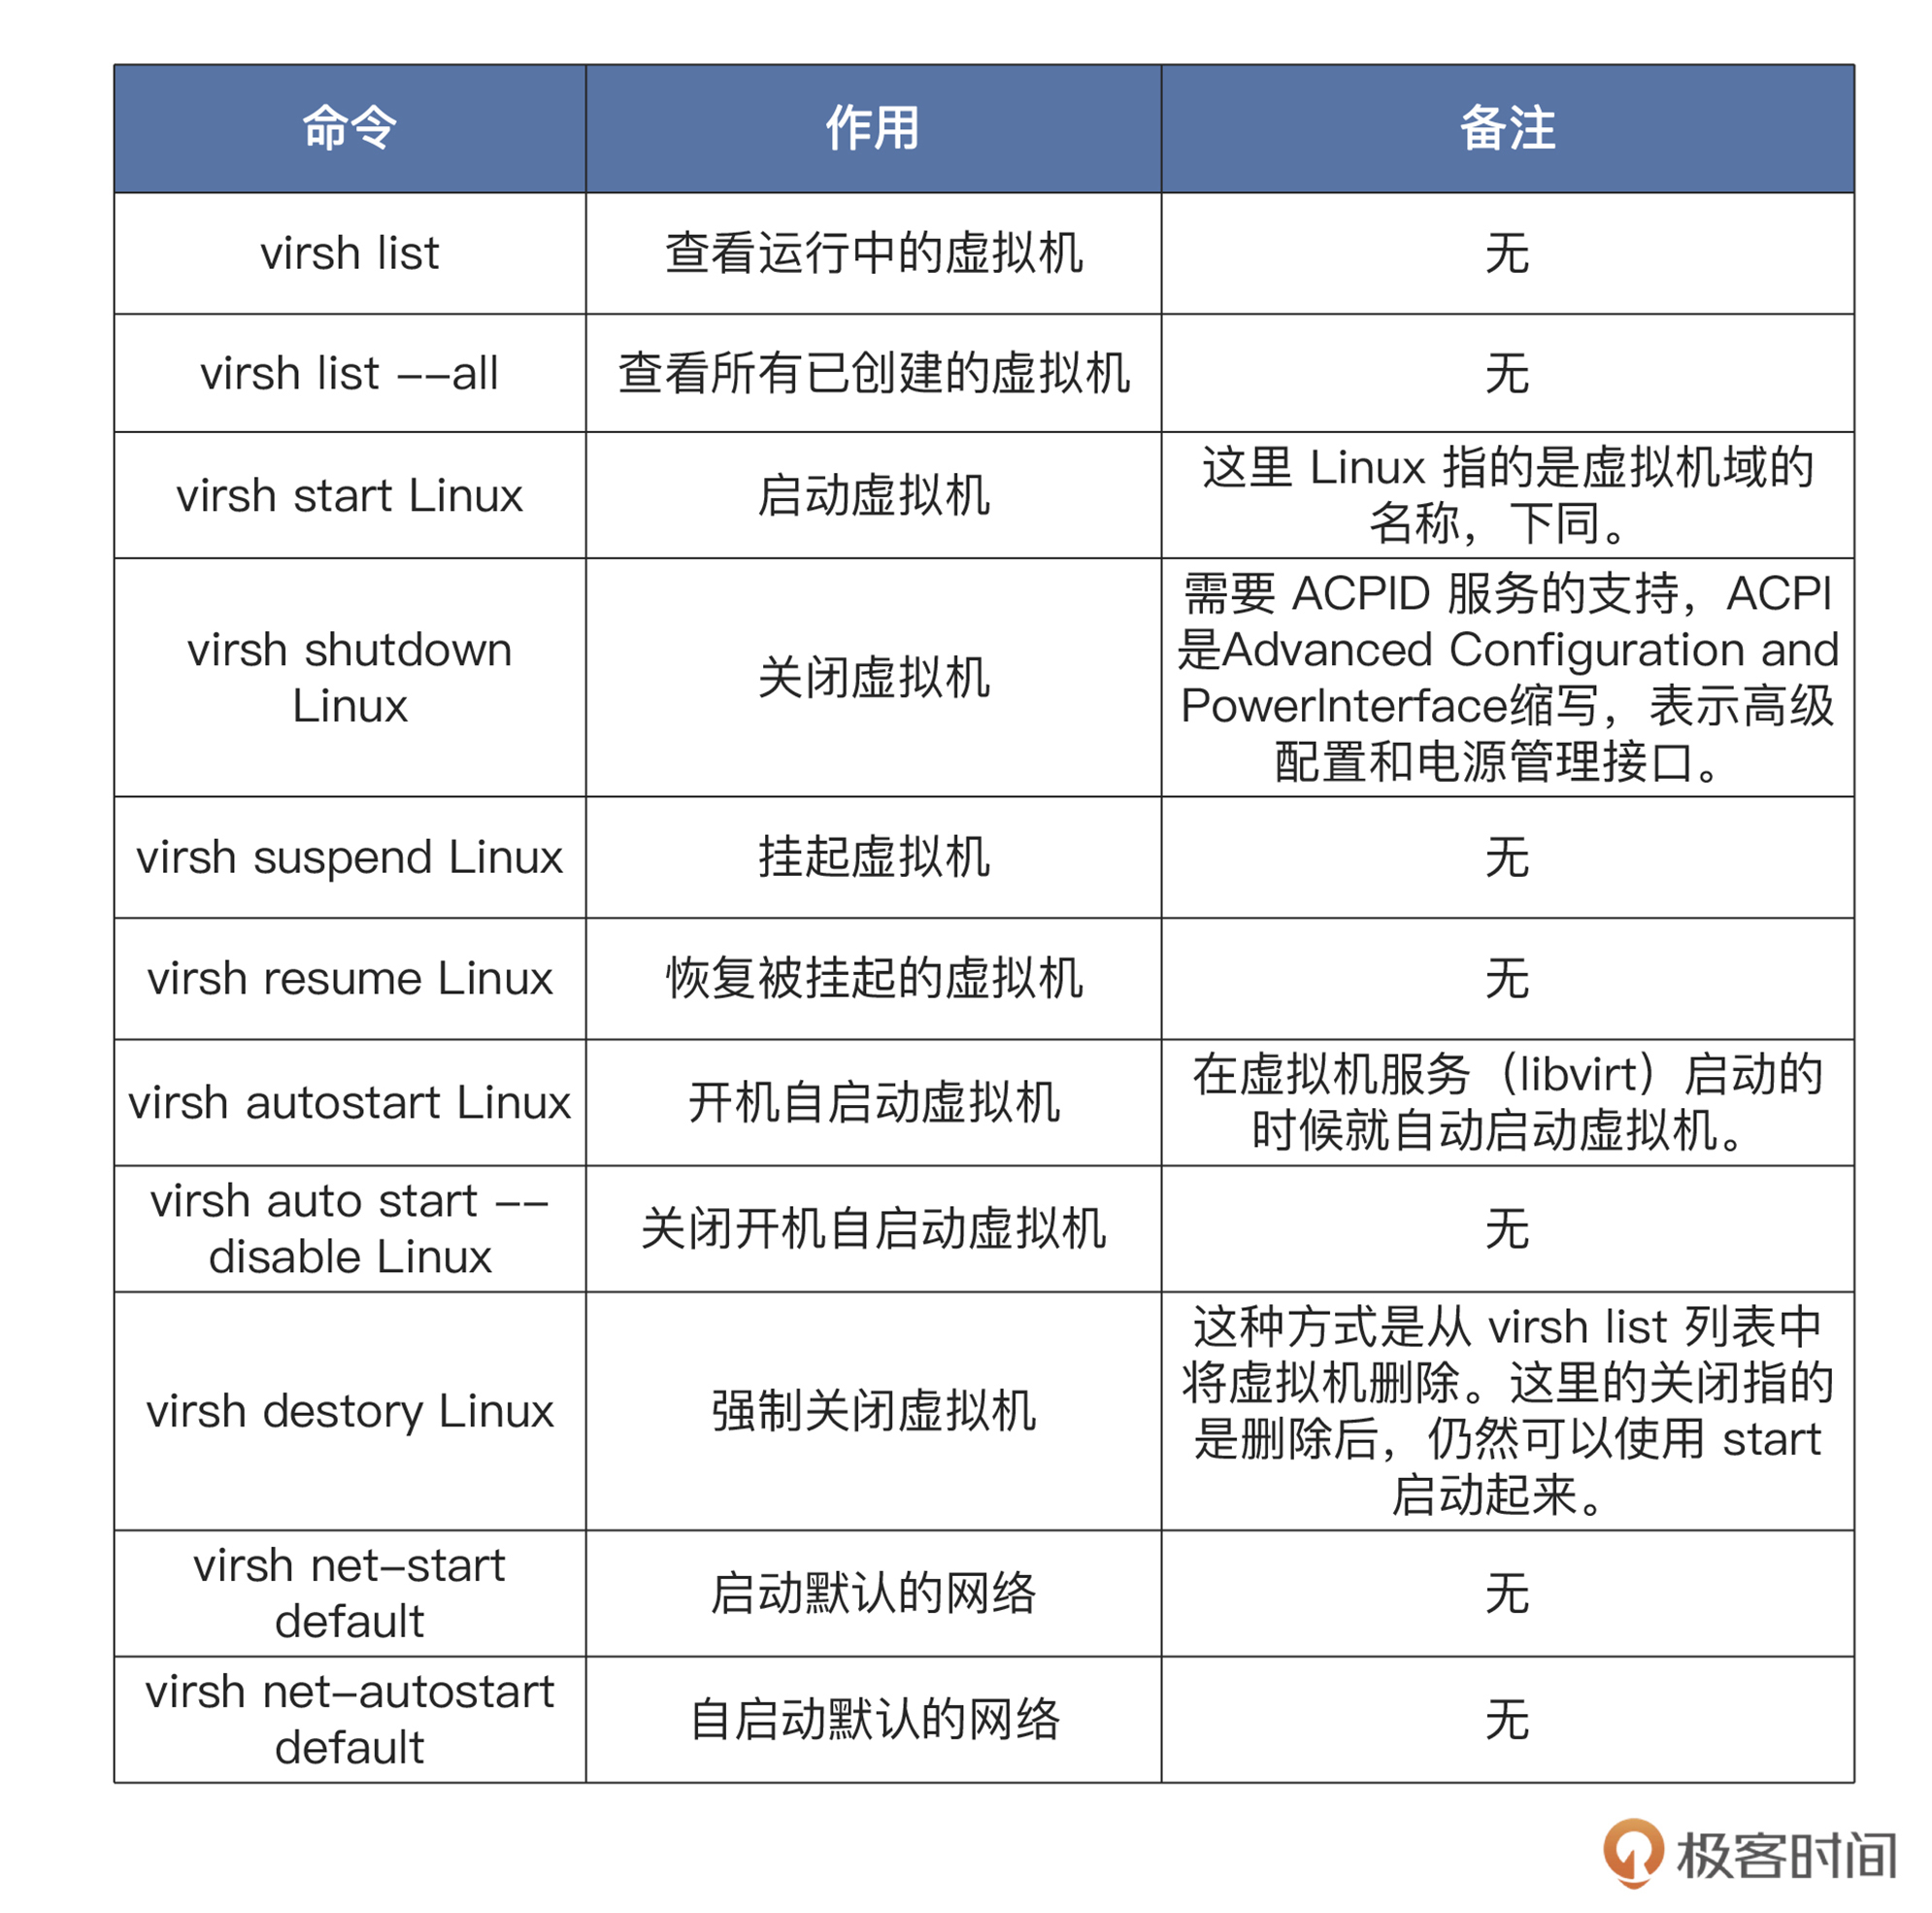 命令 作用 备注
virsh list 查看运行中的虚拟机 无
virsh list --all 查看所有已创建的虚拟机 无
virsh start Linux 启动虚拟机 这里 Linux 指的是虚拟机域的
名称，下同。
virsh shutdown
Linux 关闭虚拟机 需要 ACPID 服务的支持，ACPI
是Advanced Configuration and
PowerInterface缩写，表示高级
配置和电源管理接口。
virsh suspend Linux 挂起虚拟机 无
virsh resume Linux 恢复被挂起的虚拟机 无
virsh autostart Linux 开机自启动虚拟机 在虚拟机服务（libvirt）启动的
时候就自动启动虚拟机。
virsh auto start --
disable Linux 关闭开机自启动虚拟机 无
virsh destory Linux 强制关闭虚拟机 这种方式是从 virsh list 列表中
将虚拟机删除。这里的关闭指的
是删除后，仍然可以使用 start
启动起来。
virsh net-start
default 启动默认的网络 无
virsh net-autostart
default 自启动默认的网络 无
极客时间